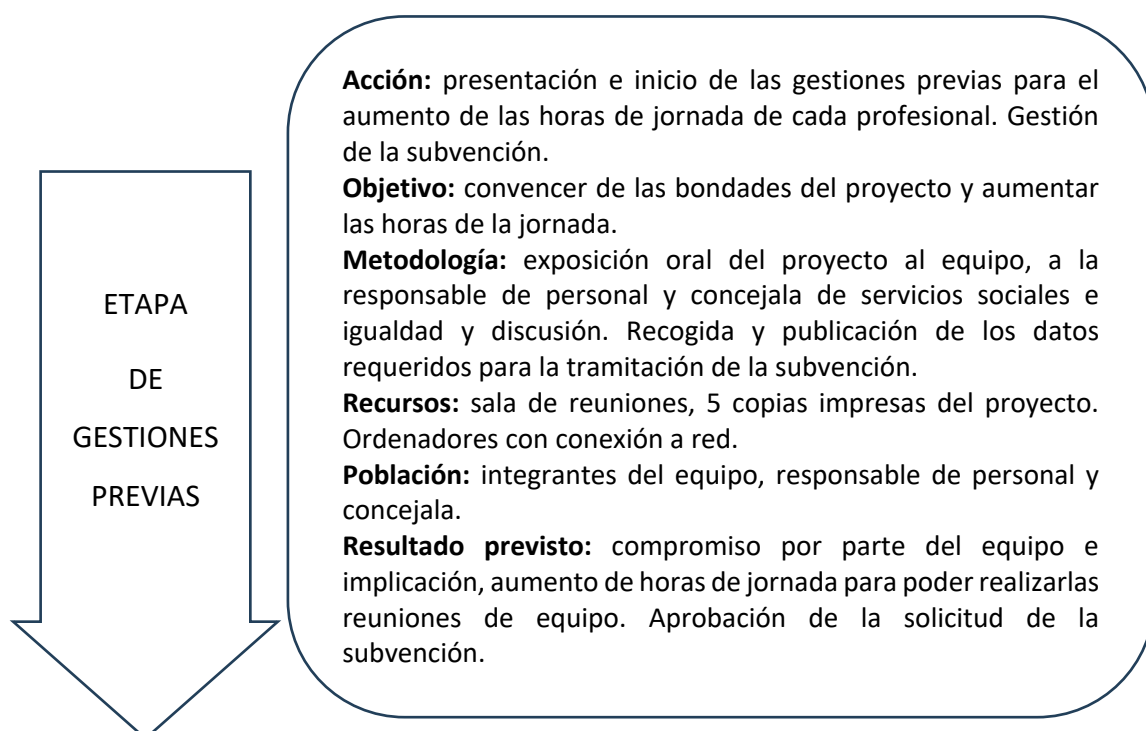 ETAPA
DE
GESTIONES
PREVIAS
Acción: presentación e inicio de las gestiones previas para el
aumento de las horas de jornada de cada profesional. Gestión
de la subvención.
Objetivo: convencer de las bondades del proyecto y aumentar
las horas de la jornada.
Metodología: exposición oral del proyecto al equipo, a la
responsable de personal y concejala de servicios sociales e
igualdad y discusión. Recogida y publicación de los datos
requeridos para la tramitación de la subvención.
Recursos: sala de reuniones, 5 copias impresas del proyecto.
Ordenadores con conexión a red.
Población: integrantes del equipo, responsable de personal y
concejala.
Resultado previsto: compromiso por parte del equipo e
implicación, aumento de horas de jornada para poder realizarlas
reuniones de equipo. Aprobación de la solicitud de la
subvención.